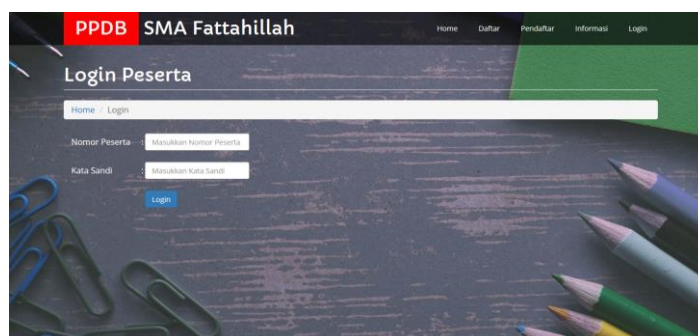 PPDB SMA Fattahillah Home Daftar Pendaftar Informasi Login
Login Peserta
Home / Login
Nomor Peserta : Masukkan Nomor Peserta
Kata Sandi : Masukkan Kata Sandi
Login